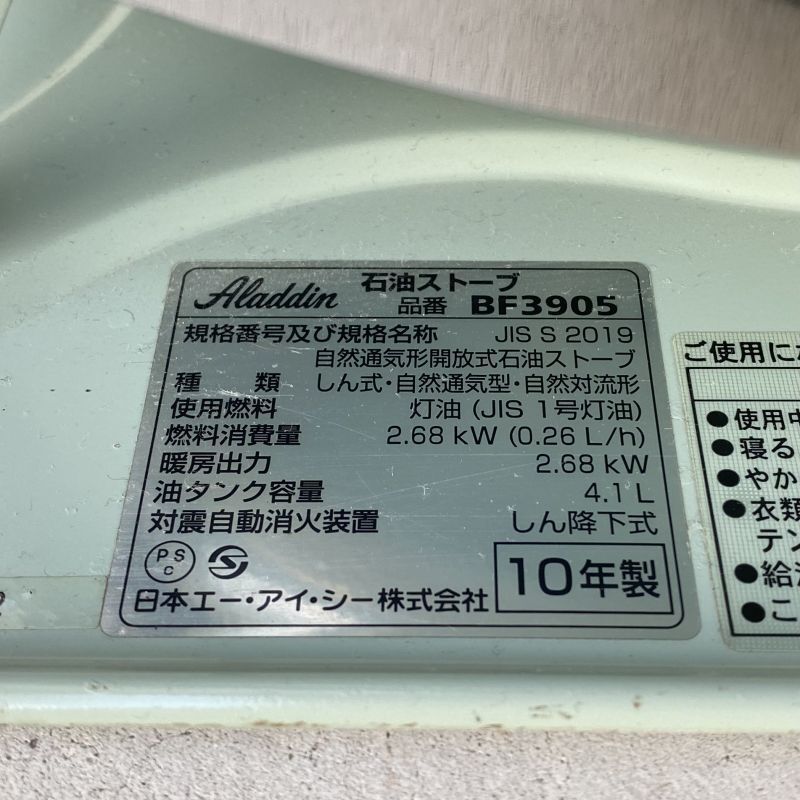 Aladdin 石油ストーブ
品番 BF3905
規格番号及び規格名称 JIS S 2019
自然通気形開放式石油ストーブ
種 類 しん式・自然通気型・自然対流形
使用燃料 灯油 (JIS 1号灯油)
燃料消費量 2.68 kW (0.26 L/h)
暖房出力 2.68 kW
油タンク容量 4.1 L
対震自動消火装置 しん降下式
PSC
日本エー・アイ・シー株式会社 10年製
ご使用に
●使用中
●寝る
●やか
●衣類
テン
●給
●こ